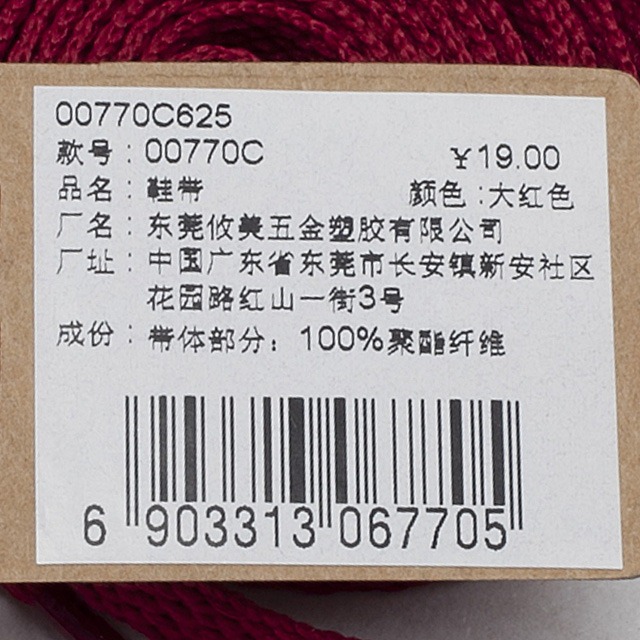 00770C625
款号：00770C ￥19.00
品名：鞋带 颜色：大红色
厂名：东莞攸美五金塑胶有限公司
厂址：中国广东省东莞市长安镇新安社区
花园路红山一街3号
成份：带体部分：100%聚酯纤维
6 903313 067705